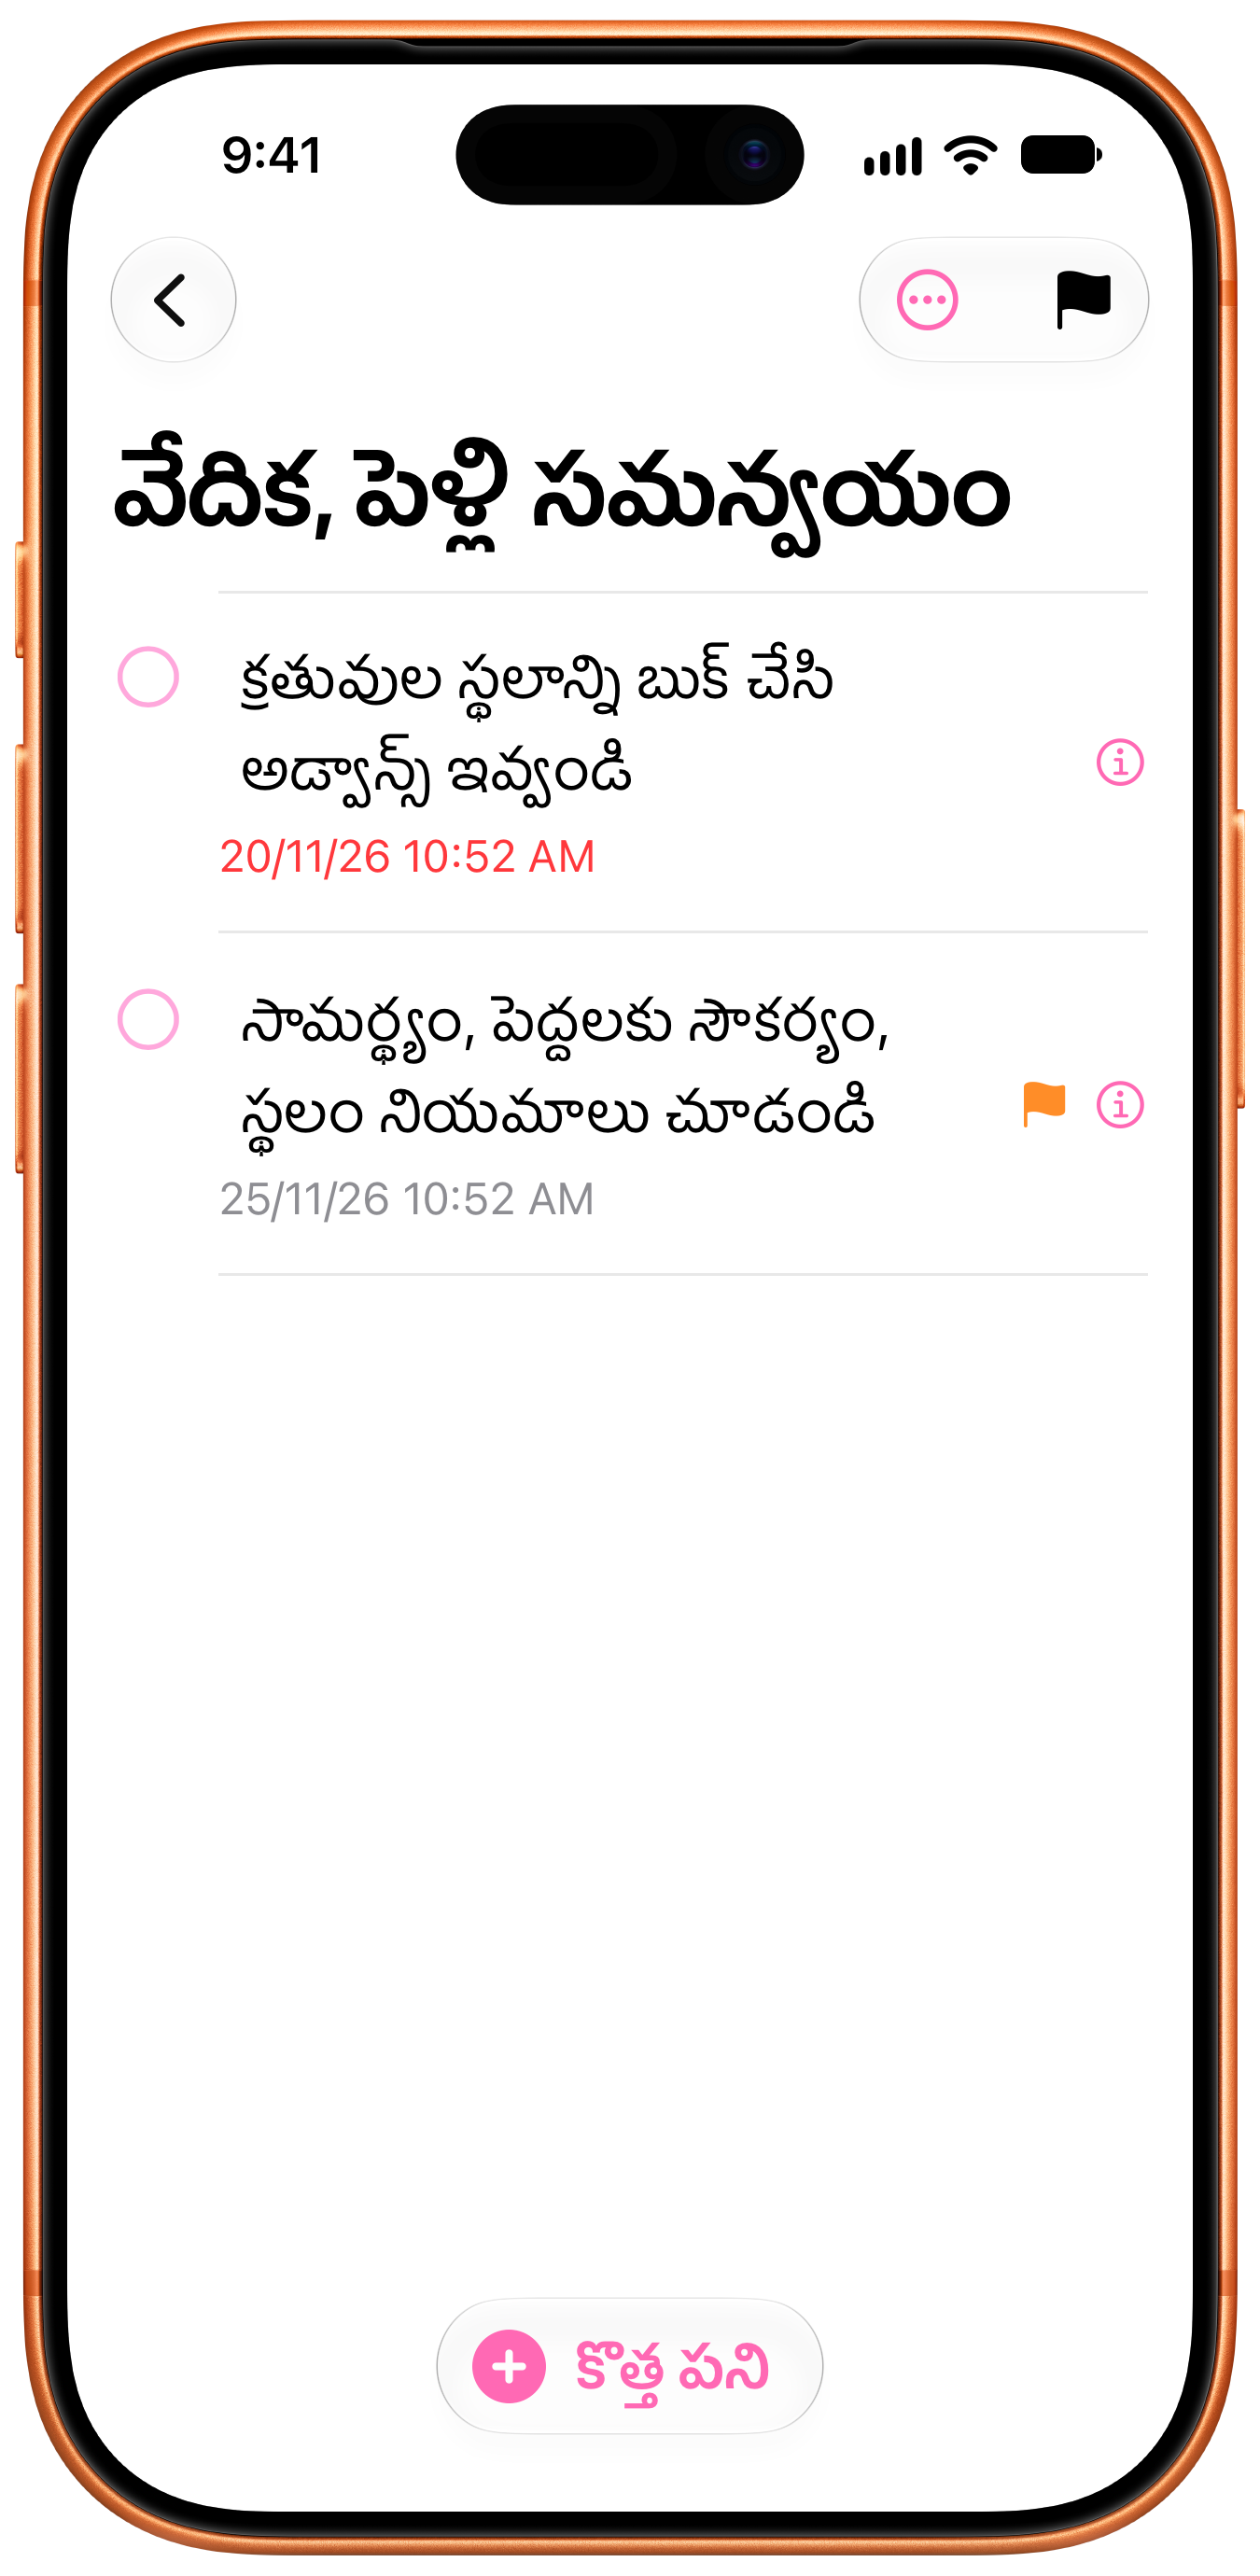 9:41
వేదిక, పెళ్లి సమన్వయం
క్రతువుల స్థలాన్ని బుక్ చేసి
అడ్వాన్స్ ఇవ్వండి
20/11/26 10:52 AM
సామర్థ్యం, పెద్దలకు సౌకర్యం,
స్థలం నియమాలు చూడండి
25/11/26 10:52 AM
కొత్త పని